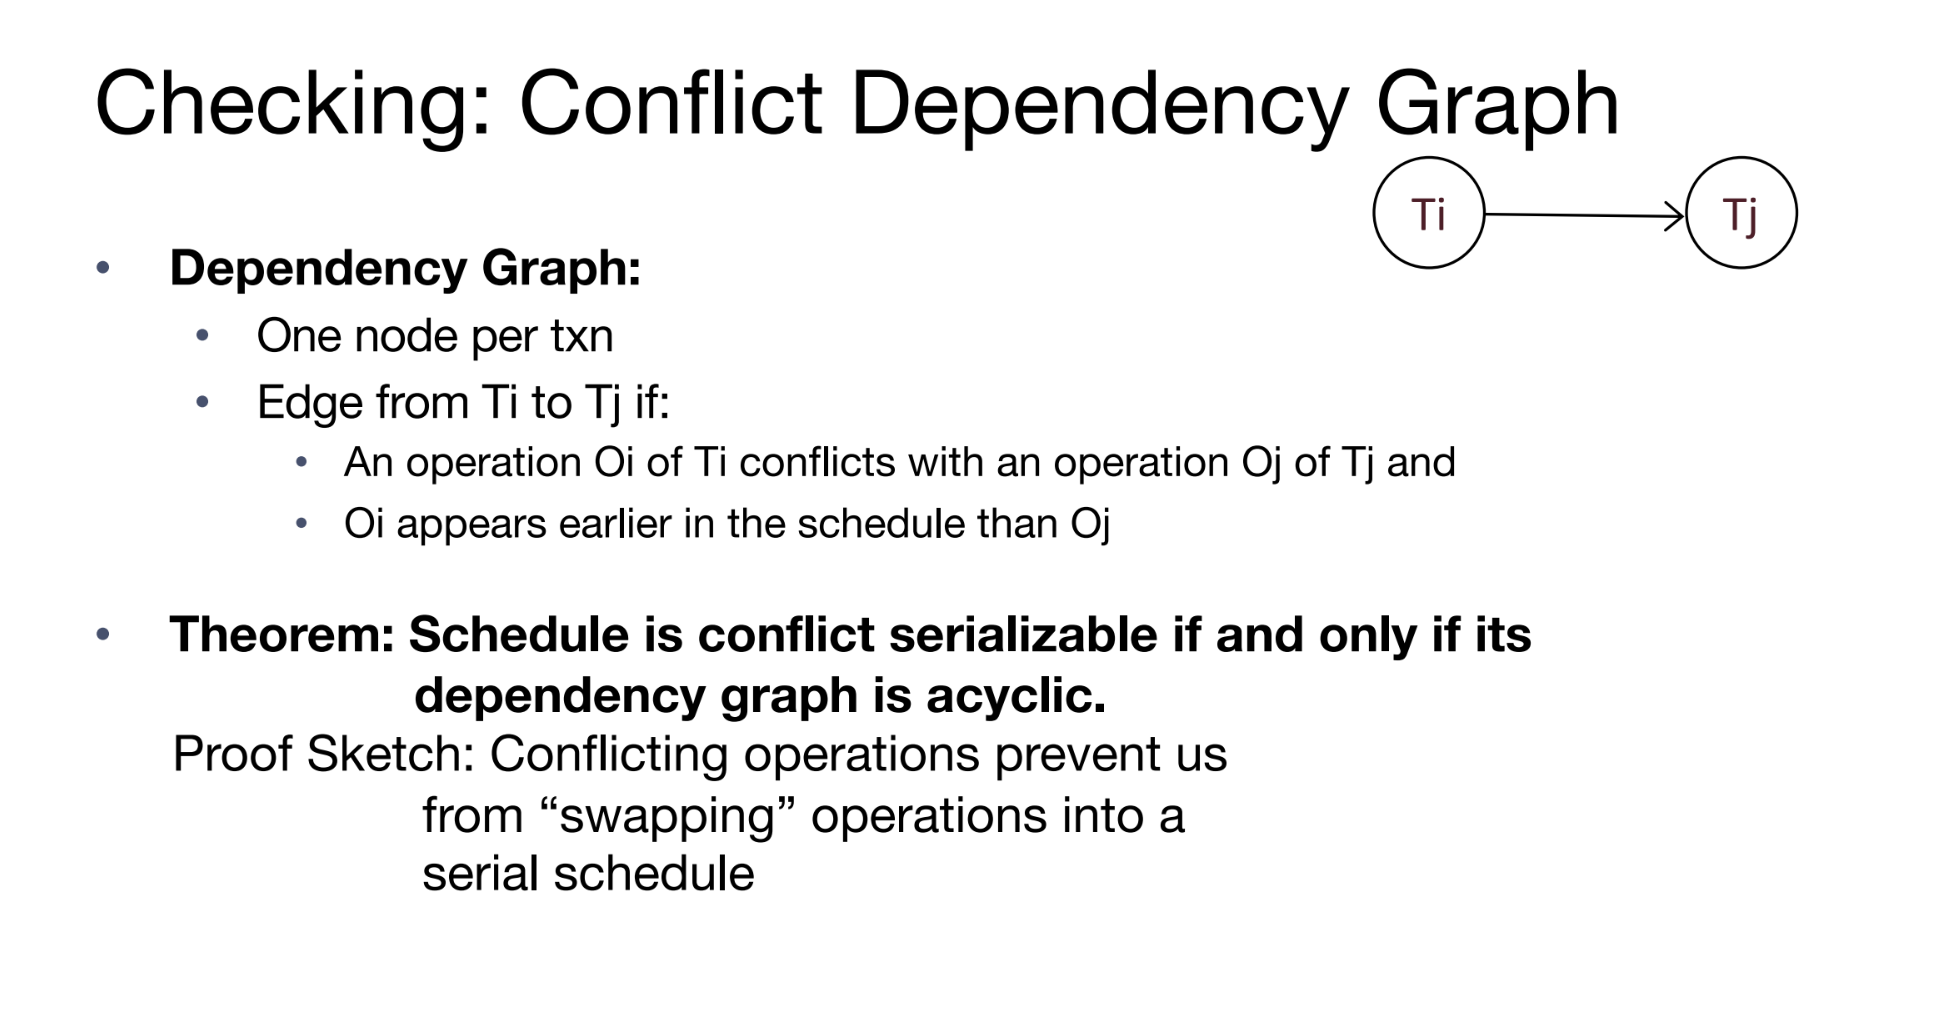 Checking: Conflict Dependency Graph
Ti
Tj
• Dependency Graph:
• One node per txn
• Edge from Ti to Tj if:
• An operation Oi of Ti conflicts with an operation Oj of Tj and
• Oi appears earlier in the schedule than Oj
• Theorem: Schedule is conflict serializable if and only if its
dependency graph is acyclic.
Proof Sketch: Conflicting operations prevent us
from “swapping” operations into a
serial schedule